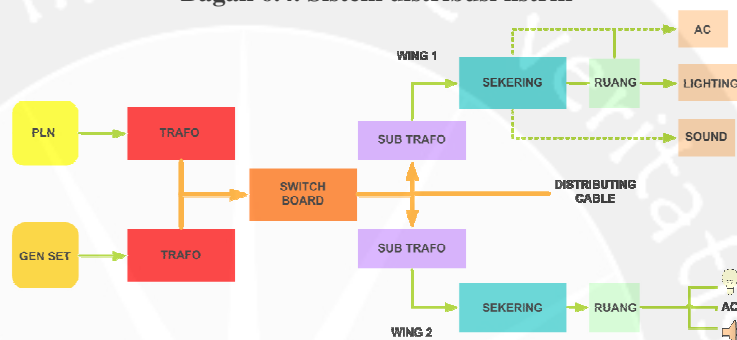 WING 1
AC
SEKERING
RUANG
LIGHTING
PLN
TRAFO
SUB TRAFO
SOUND
SWITCH
BOARD
DISTRIBUTING
CABLE
GEN SET
TRAFO
SUB TRAFO
SEKERING
RUANG
AC
WING 2